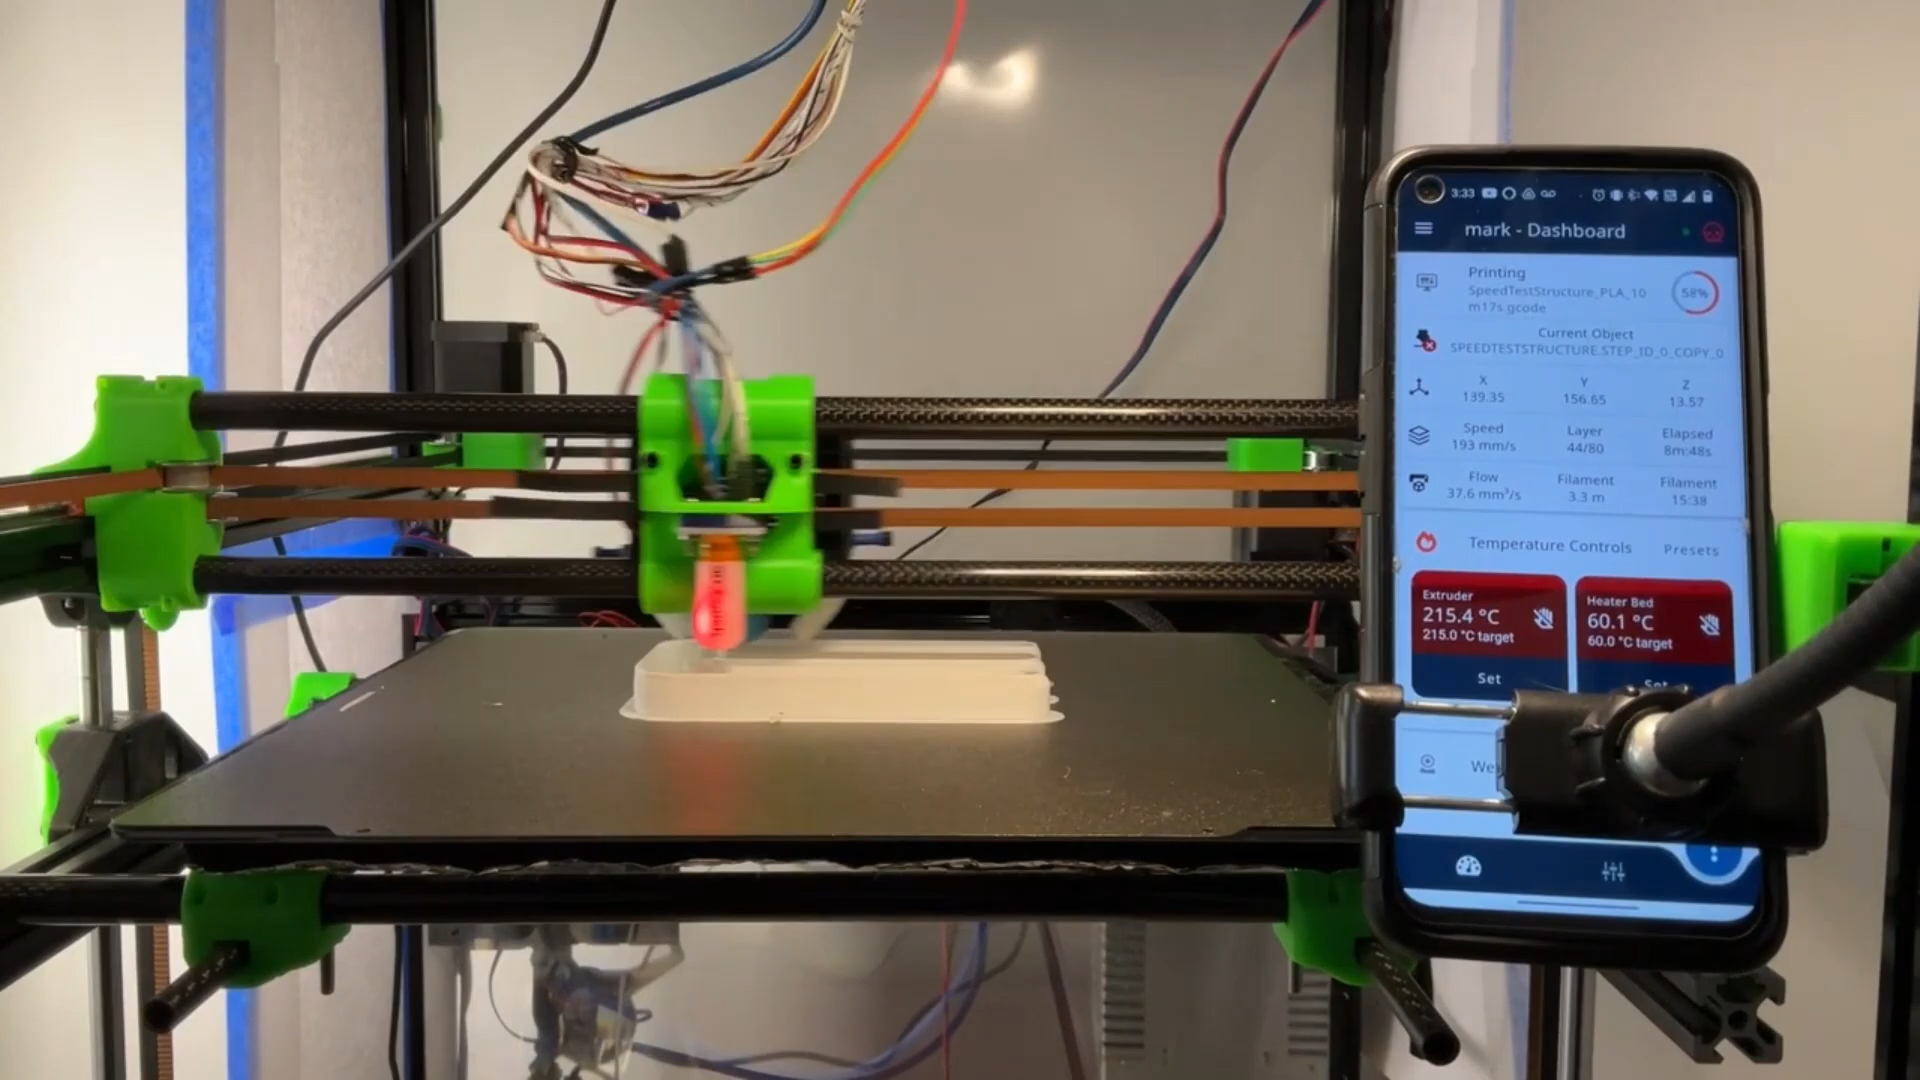 3:33
mark - Dashboard
Printing
SpeedTestStructure_PLA_10
m17s.gcode
58%
Current Object
SPEEDTESTSTRUCTURE.STEP_ID_0_COPY_0
X Y Z
139.35 156.65 13.57
Speed Layer Elapsed
193 mm/s 44/80 8m:48s
Flow Filament Filament
37.6 mm³/s 3.3 m 15:38
Temperature Controls Presets
Extruder
215.4 °C
215.0 °C target
Set
Heater Bed
60.1 °C
60.0 °C target
Set